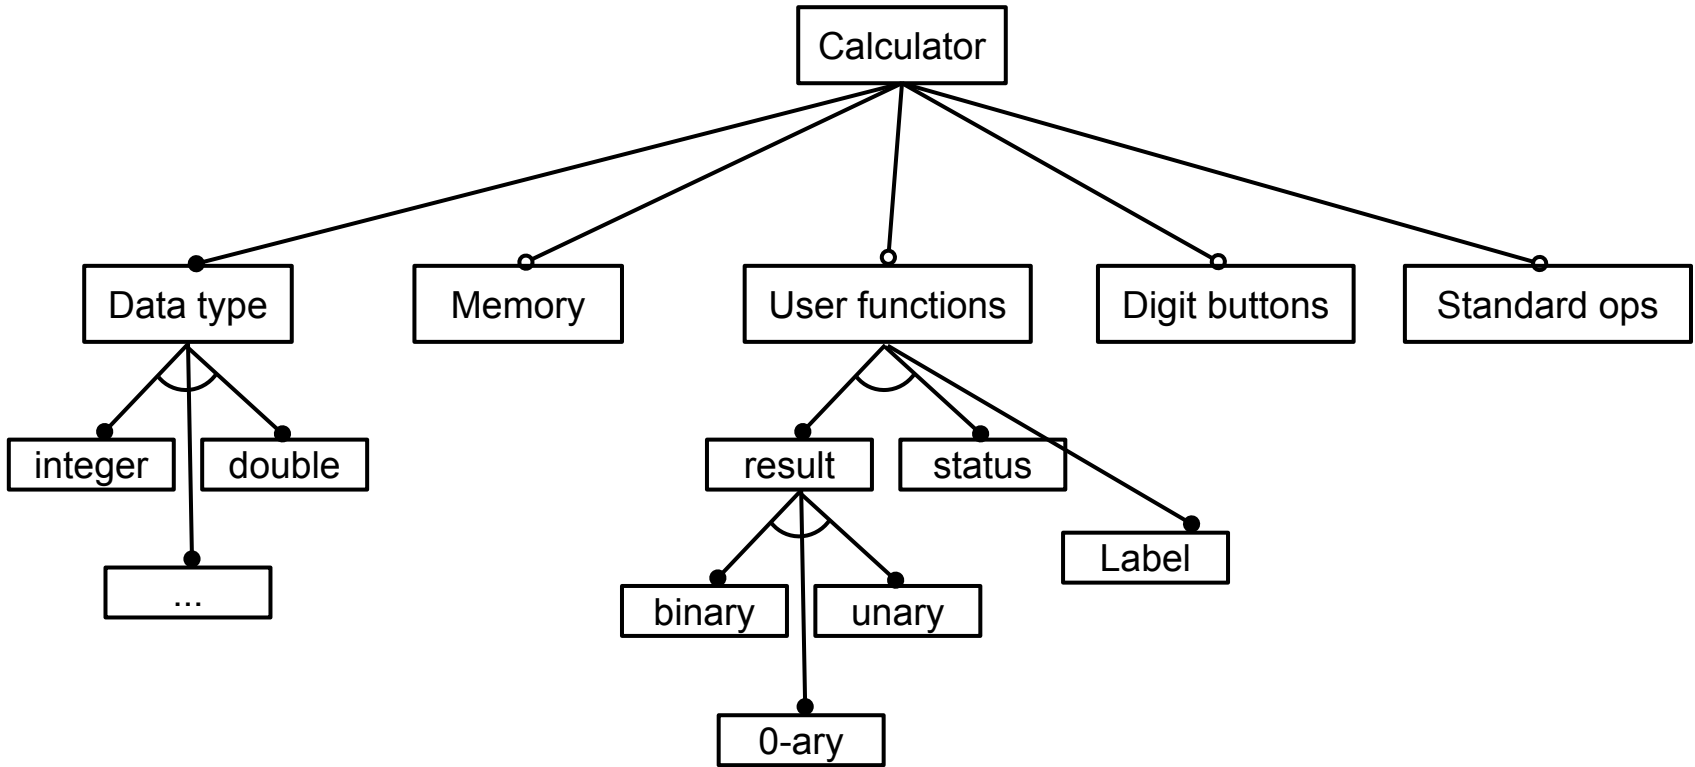 Calculator
Data type
Memory
User functions
Digit buttons
Standard ops
integer
double
result
status
...
Label
binary
unary
0-ary